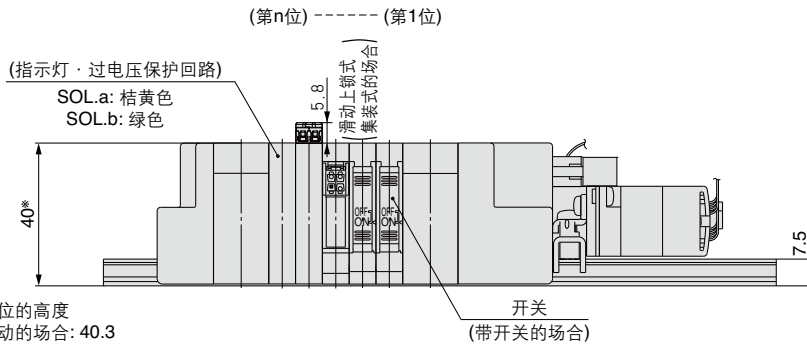 (第n位) ------ (第1位)
(滑动上锁式
集装式的场合)
(指示灯·过电压保护回路)
SOL.a: 桔黄色
SOL.b: 绿色
5.8
40※
OFF
ON
OFF
ON
7.5
位的高度
动的场合: 40.3
开关
(带开关的场合)